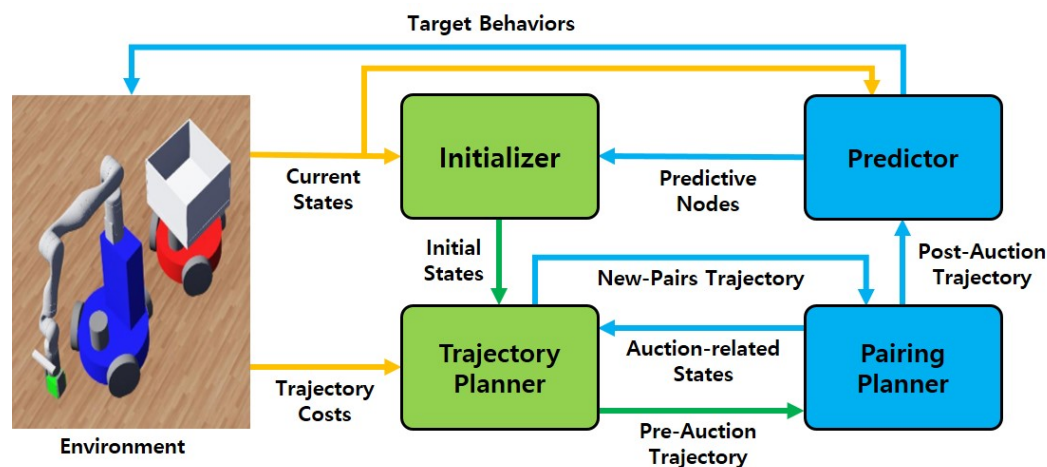 Target Behaviors
Initializer
Predictor
Current
States
Predictive
Nodes
Initial
States
New-Pairs Trajectory
Post-Auction
Trajectory
Trajectory
Planner
Auction-related
States
Pairing
Planner
Trajectory
Costs
Pre-Auction
Trajectory
Environment